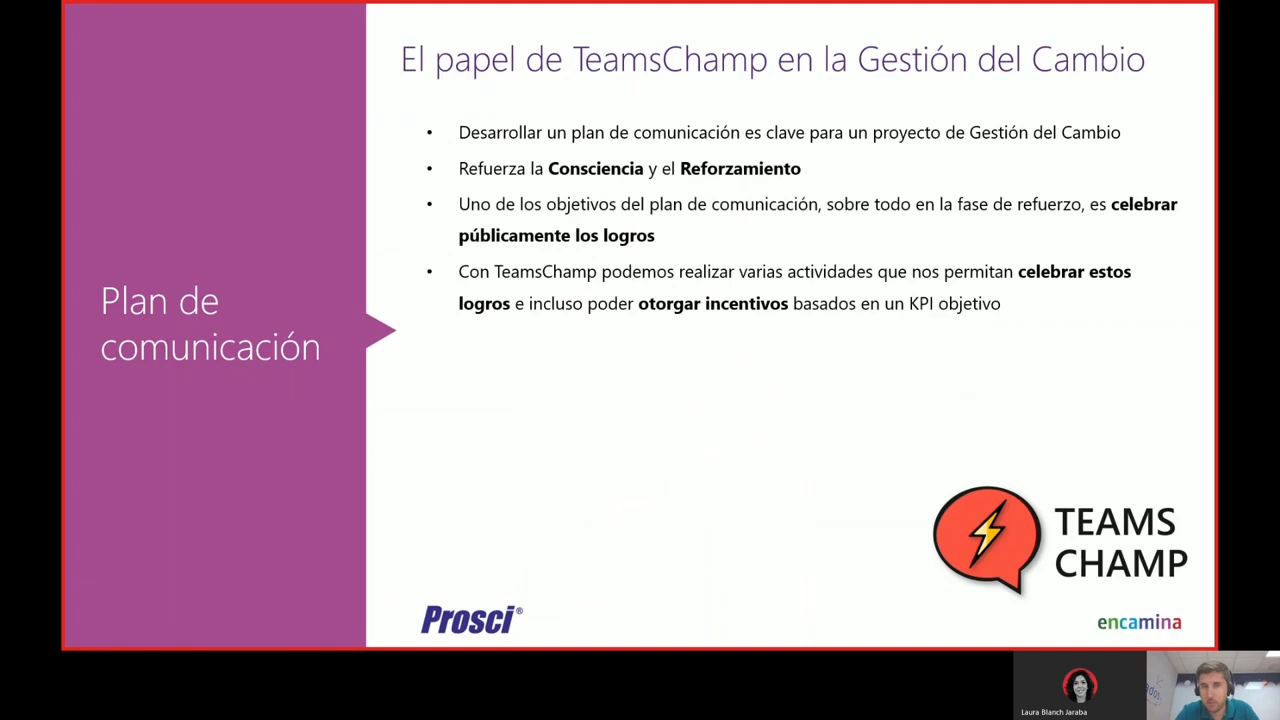 El papel de TeamsChamp en la Gestión del Cambio
Plan de
comunicación
• Desarrollar un plan de comunicación es clave para un proyecto de Gestión del Cambio
• Refuerza la Consciencia y el Reforzamiento
• Uno de los objetivos del plan de comunicación, sobre todo en la fase de refuerzo, es celebrar
públicamente los logros
• Con TeamsChamp podemos realizar varias actividades que nos permitan celebrar estos
logros e incluso poder otorgar incentivos basados en un KPI objetivo
TEAMS
CHAMP
Prosci®
encamina
Laura Blanch Jaraba